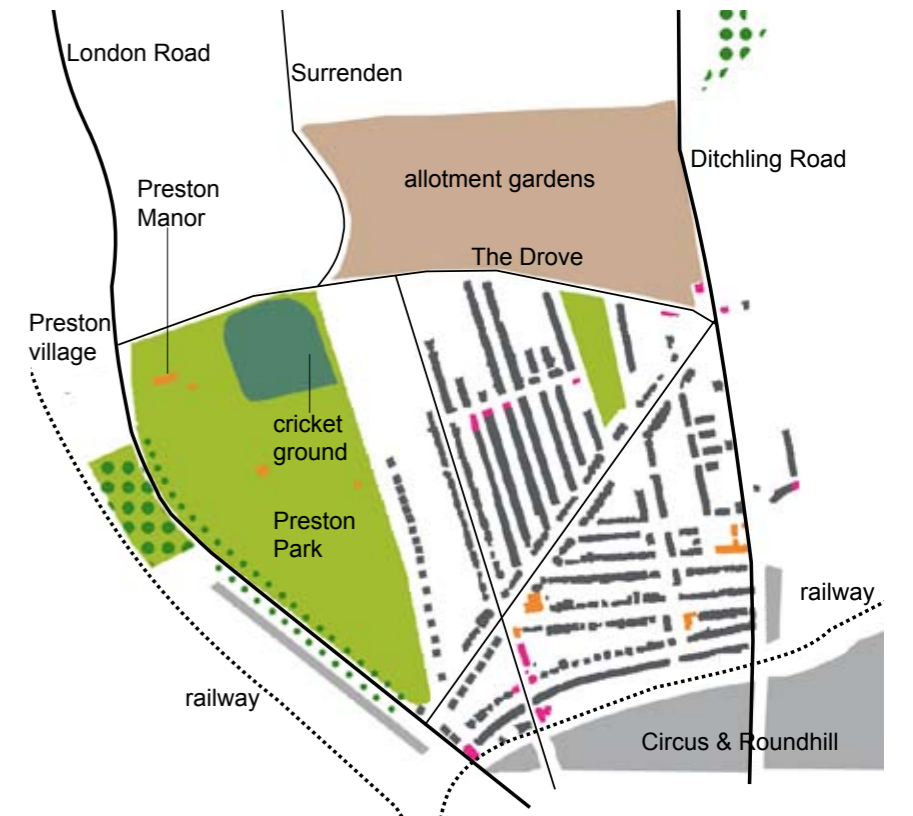 London Road
Surrenden
Ditchling Road
allotment gardens
Preston
Manor
The Drove
Preston
village
cricket
ground
Preston
Park
railway
railway
Circus & Roundhill